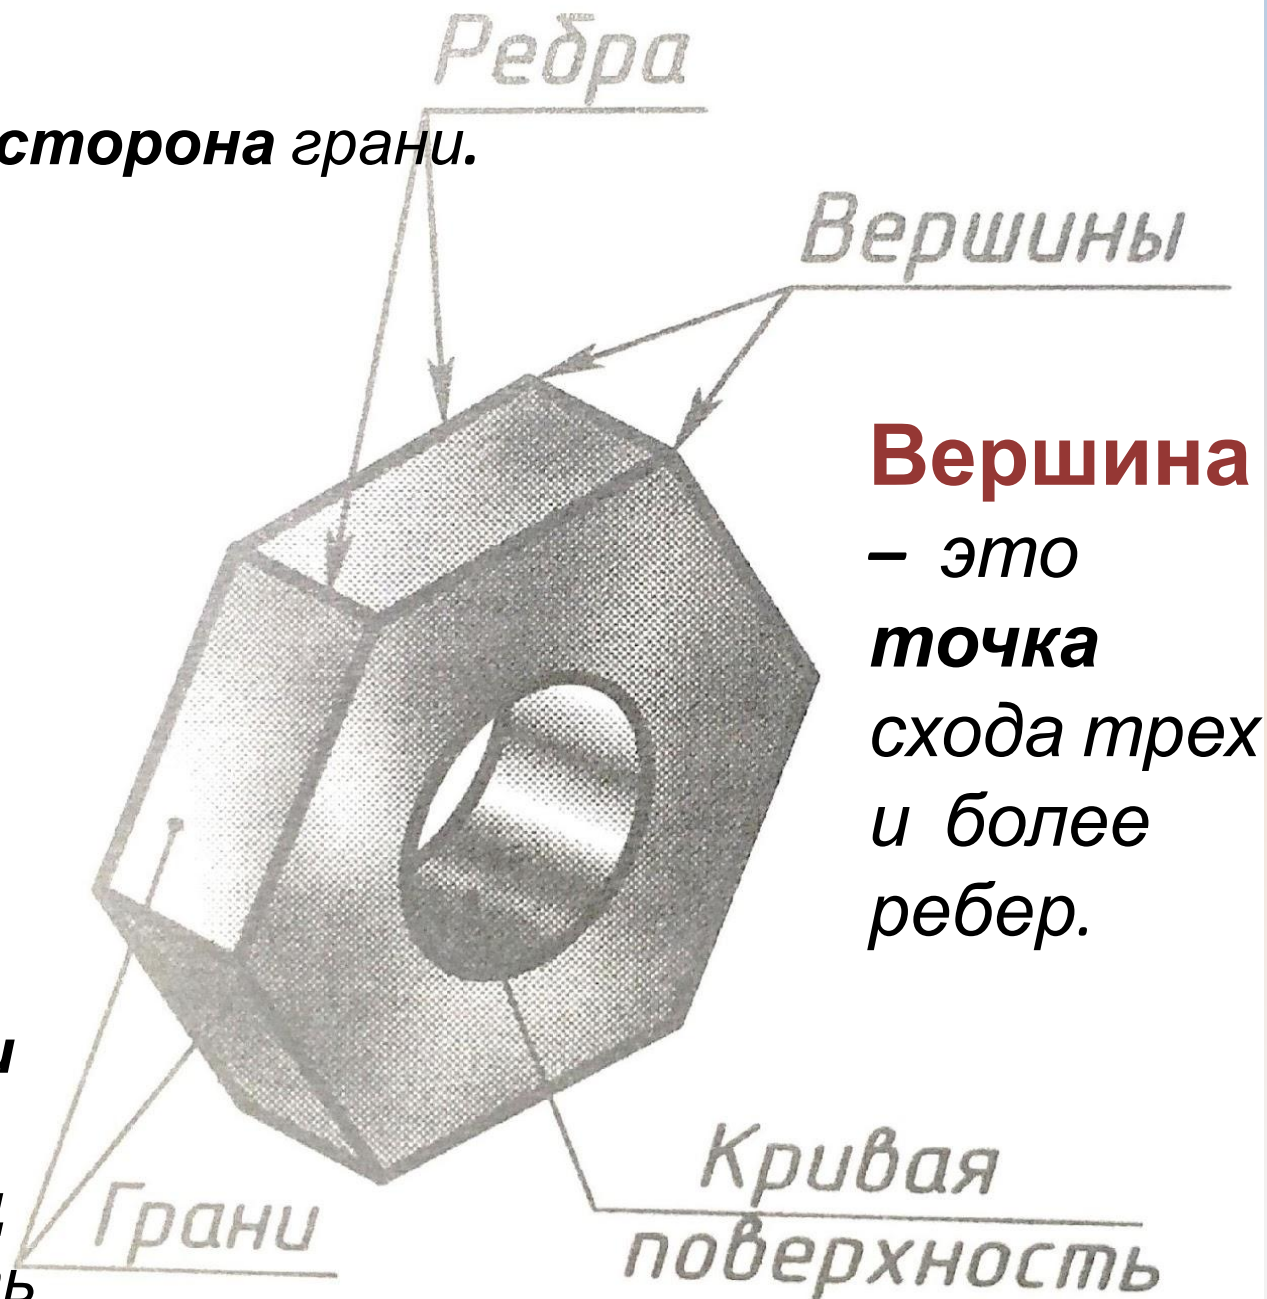 Ребра
сторона грани.
Вершины
Вершина
– это
точка
схода трех
и более
ребер.
Кривая
поверхность
Грани